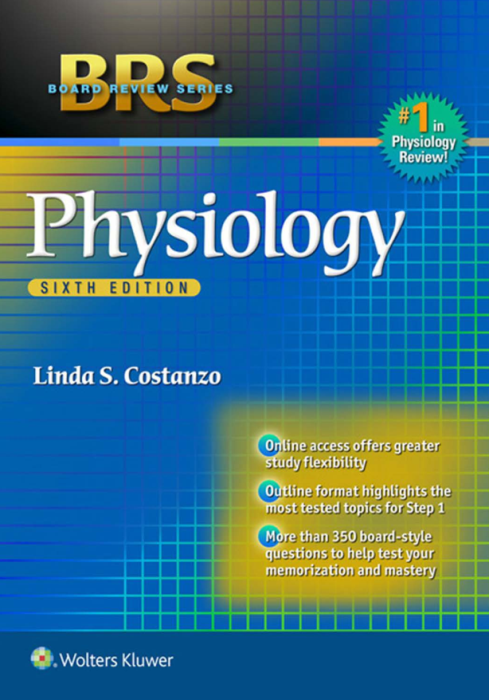 BRS
BOARD REVIEW SERIES
#1 in
Physiology
Review!
Physiology
SIXTH EDITION
Linda S. Costanzo
Online access offers greater
study flexibility
Outline format highlights the
most tested topics for Step 1
More than 350 board-style
questions to help test your
memorization and mastery
Wolters Kluwer